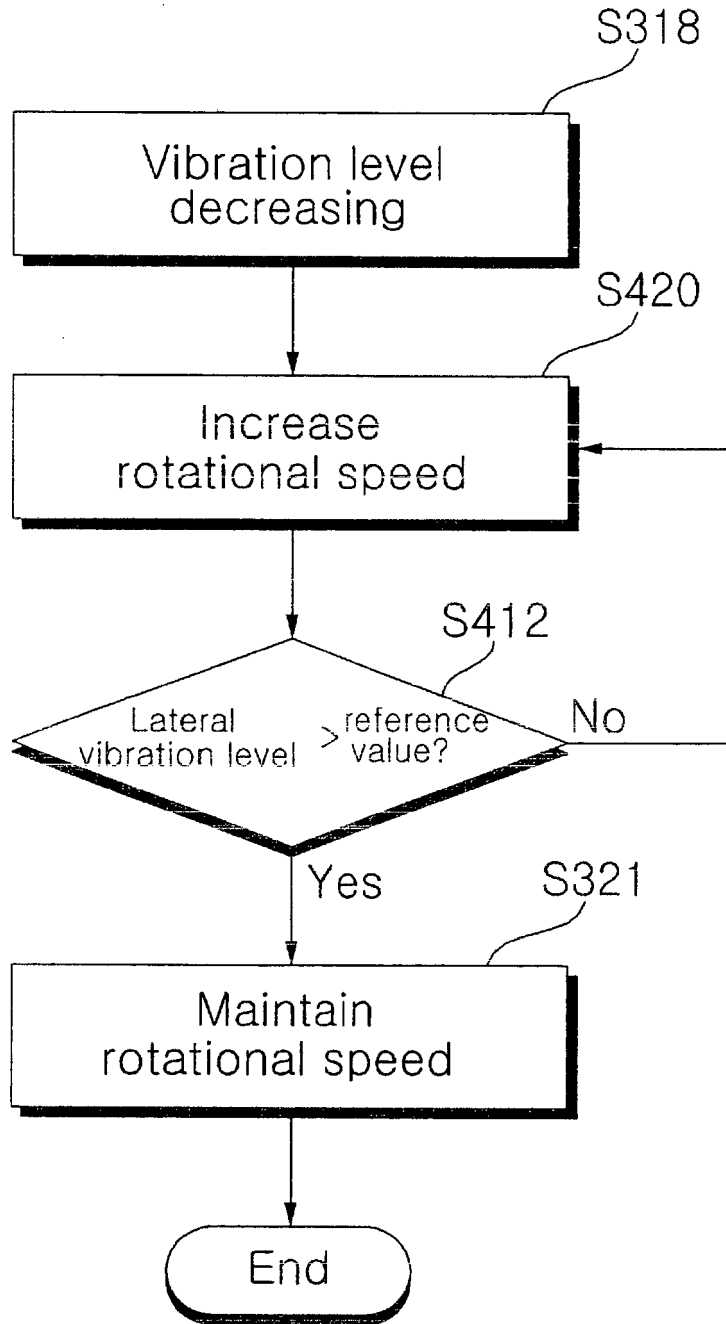 S318
Vibration level
decreasing
S420
Increase
rotational speed
S412
Lateral
vibration level
>
reference
value?
No
Yes
S321
Maintain
rotational speed
End